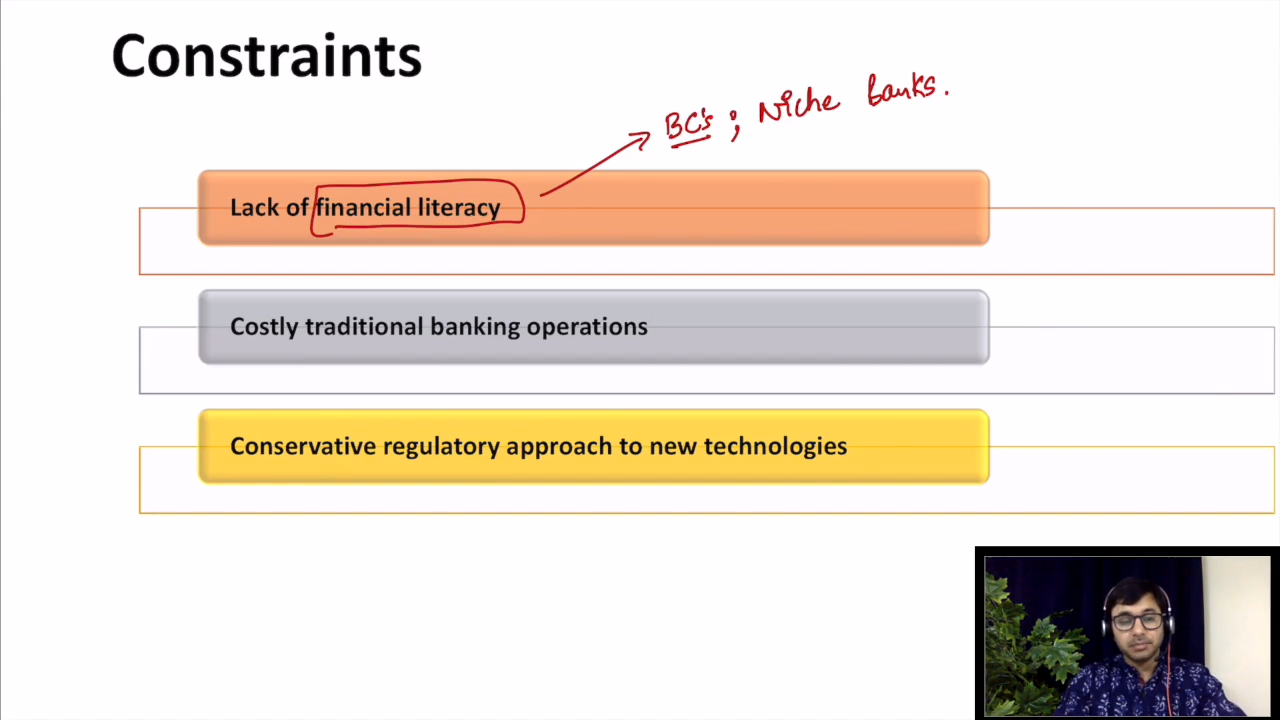 Constraints
BC's ; Niche Banks.
Lack of financial literacy
Costly traditional banking operations
Conservative regulatory approach to new technologies